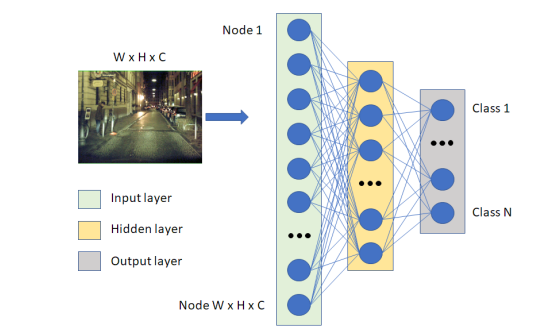 Node 1
W x H x C
Class 1
Input layer
Hidden layer
Class N
Output layer
Node W x H x C